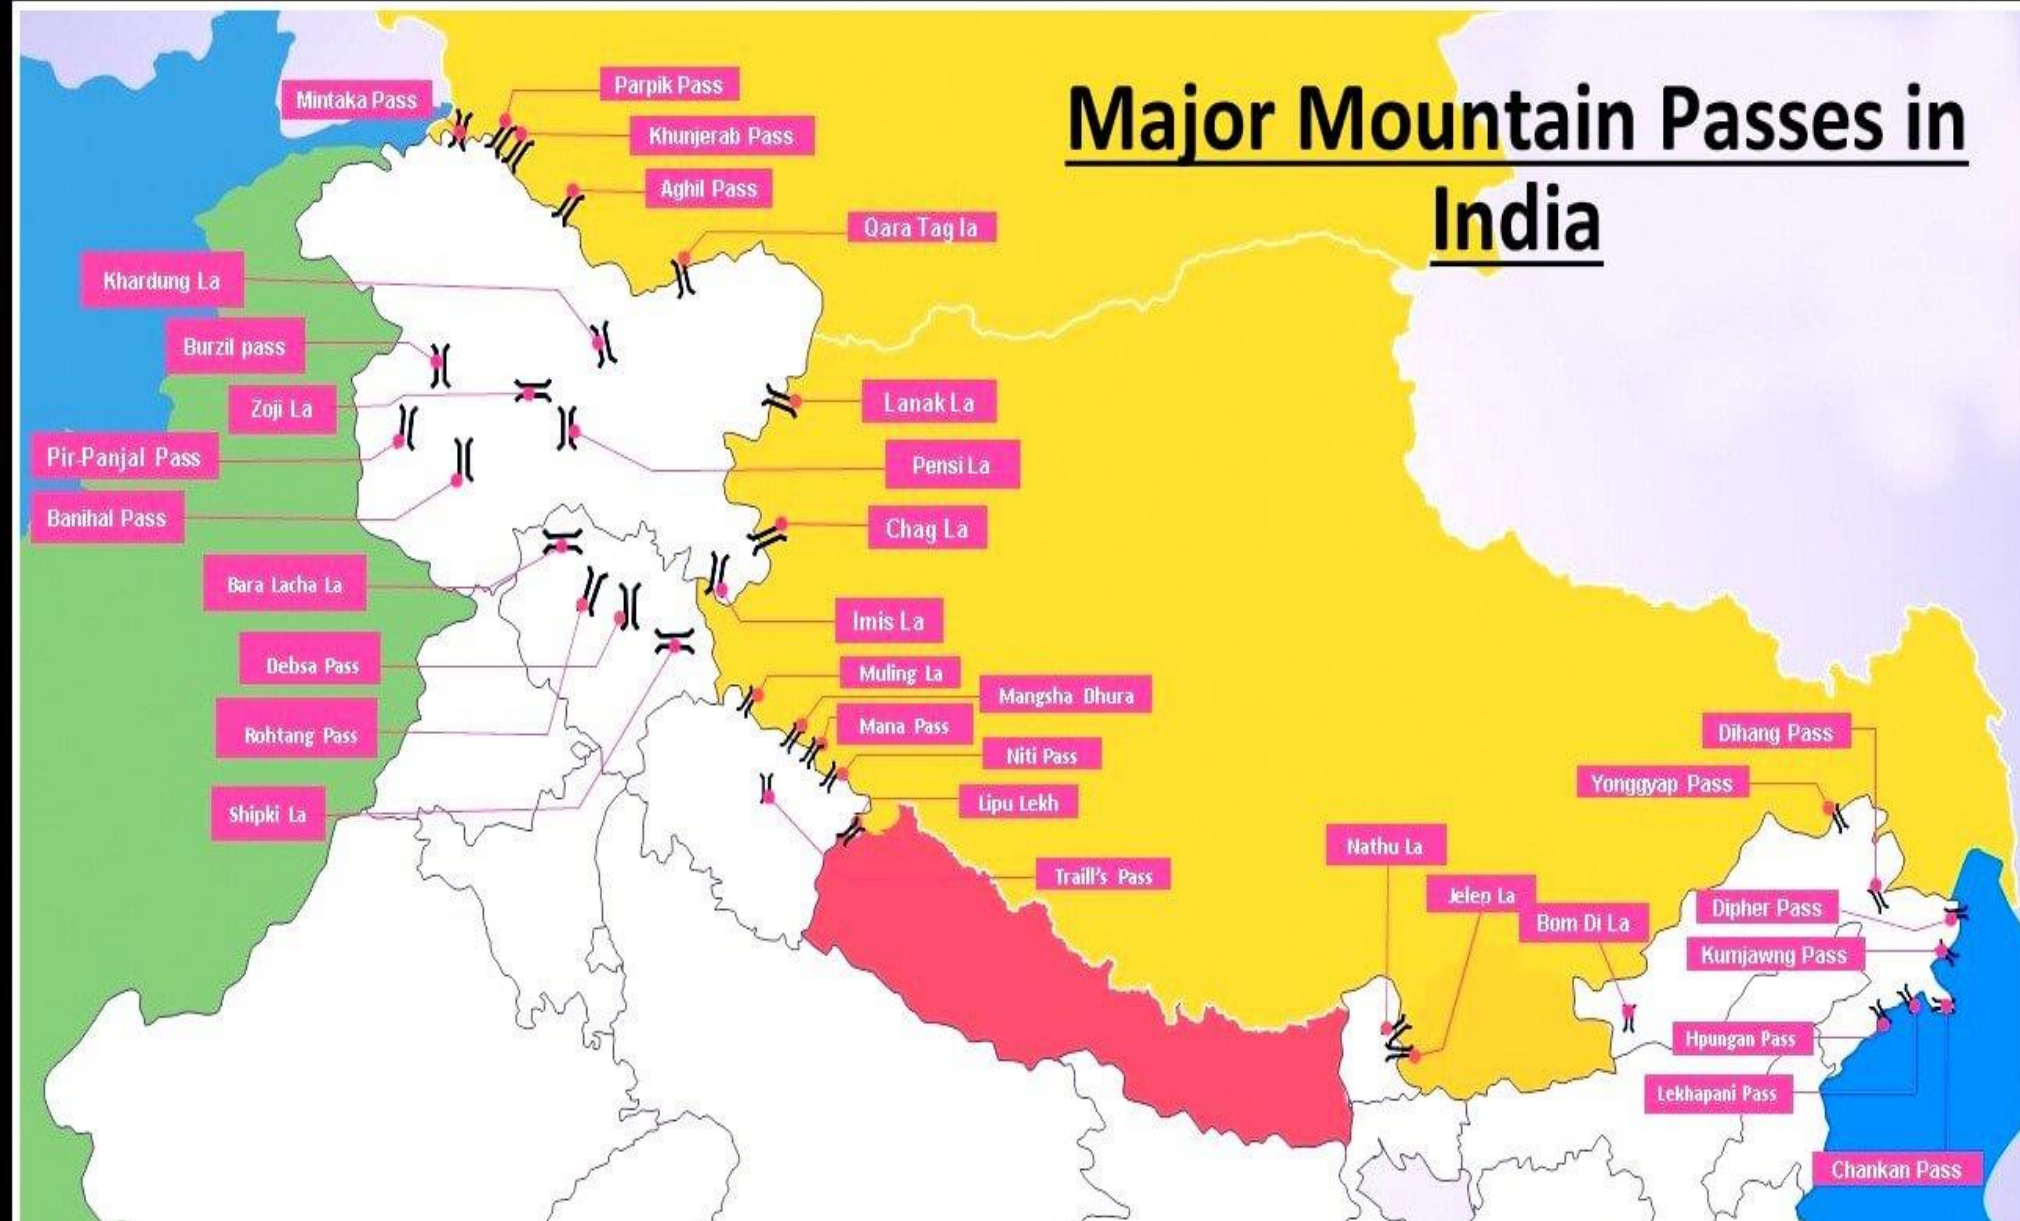 Major Mountain Passes in
India
Mintaka Pass
Parpik Pass
Khunjerab Pass
Aghil Pass
Qara Tag la
Khardung La
Burzil pass
Zoji La
Pir-Panjal Pass
Banihal Pass
Lanak La
Pensi La
Chag La
Bara Lacha La
Imis La
Debsa Pass
Muling La
Mangsha Dhura
Rohtang Pass
Mana Pass
Niti Pass
Shipki La
Lipu Lekh
Traill's Pass
Dihang Pass
Yonggyap Pass
Nathu La
Jelep La
Bom Di La
Dipher Pass
Kumjawng Pass
Hpungan Pass
Lekhapani Pass
Chankan Pass